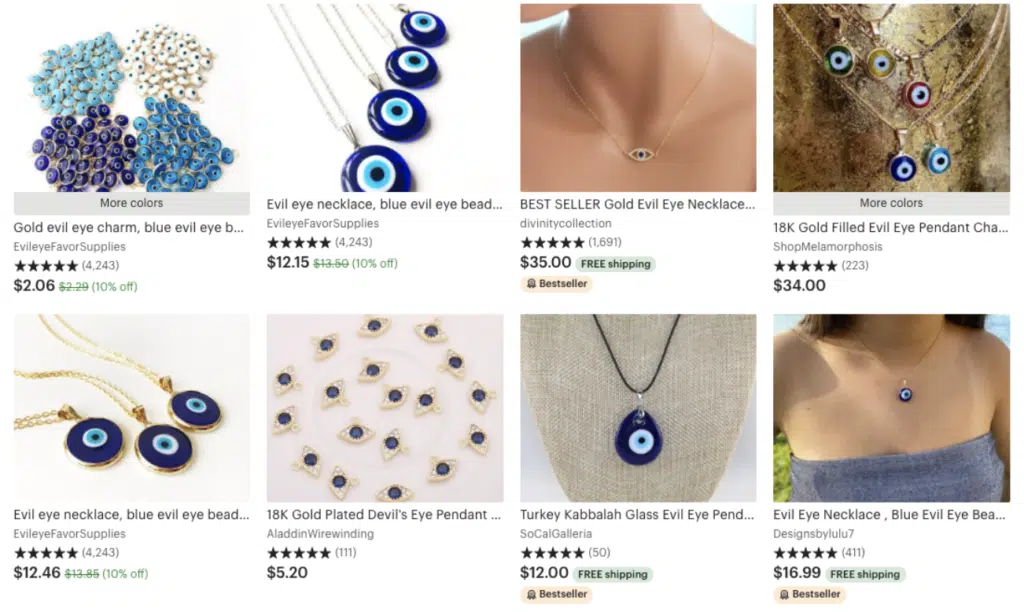 More colors
Gold evil eye charm, blue evil eye b...
EvileyeFavorSupplies
★★★★★ (4,243)
$2.06 $2.29 (10% off)
Evil eye necklace, blue evil eye bead...
EvileyeFavorSupplies
★★★★★ (4,243)
$12.15 $13.50 (10% off)
BEST SELLER Gold Evil Eye Necklace...
divinitycollection
★★★★★ (1,691)
$35.00 FREE shipping
Bestseller
More colors
18K Gold Filled Evil Eye Pendant Cha...
ShopMelamorphosis
★★★★★ (223)
$34.00
Evil eye necklace, blue evil eye bead...
EvileyeFavorSupplies
★★★★★ (4,243)
$12.46 $13.85 (10% off)
18K Gold Plated Devil's Eye Pendant ...
AladdinWirewinding
★★★★★ (111)
$5.20
Turkey Kabbalah Glass Evil Eye Pend...
SoCalGalleria
★★★★★ (50)
$12.00 FREE shipping
Bestseller
Evil Eye Necklace , Blue Evil Eye Bea...
Designsbylulu7
★★★★★ (411)
$16.99 FREE shipping
Bestseller